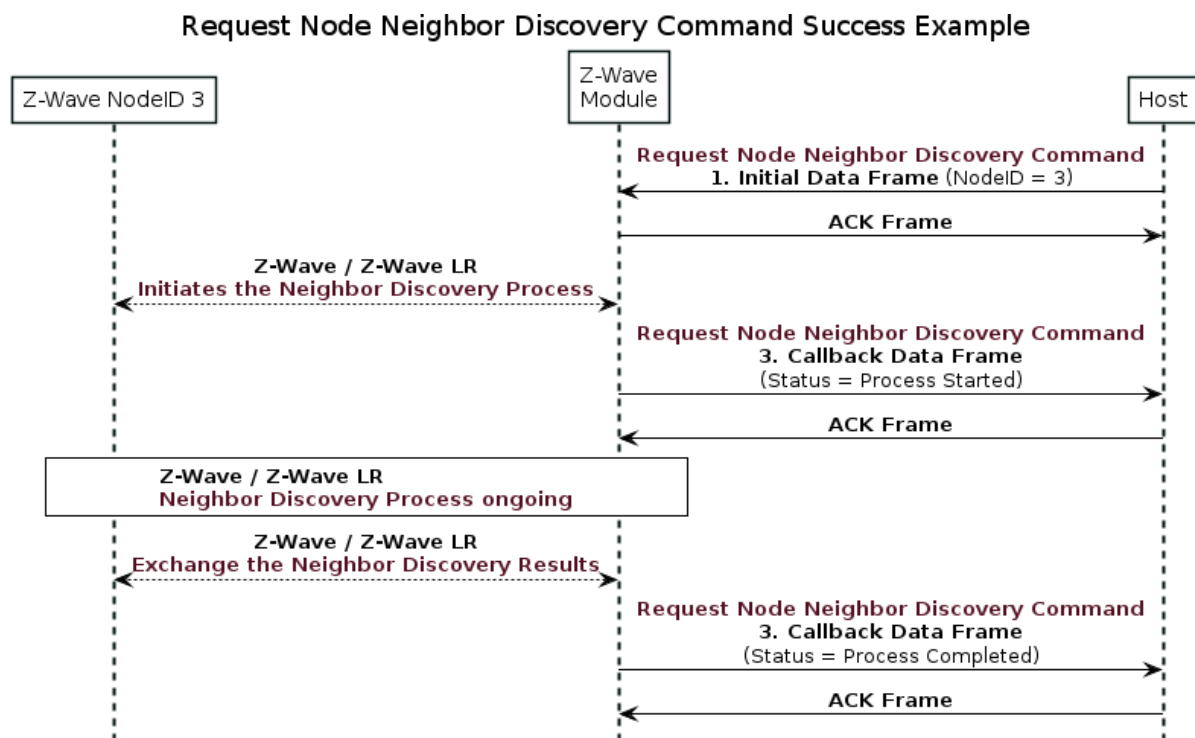 Request Node Neighbor Discovery Command Success Example
Z-Wave NodeID 3
Z-Wave
Module
Host
Request Node Neighbor Discovery Command
1. Initial Data Frame (NodeID = 3)
ACK Frame
Z-Wave / Z-Wave LR
Initiates the Neighbor Discovery Process
Request Node Neighbor Discovery Command
3. Callback Data Frame
(Status = Process Started)
ACK Frame
Z-Wave / Z-Wave LR
Neighbor Discovery Process ongoing
Z-Wave / Z-Wave LR
Exchange the Neighbor Discovery Results
Request Node Neighbor Discovery Command
3. Callback Data Frame
(Status = Process Completed)
ACK Frame